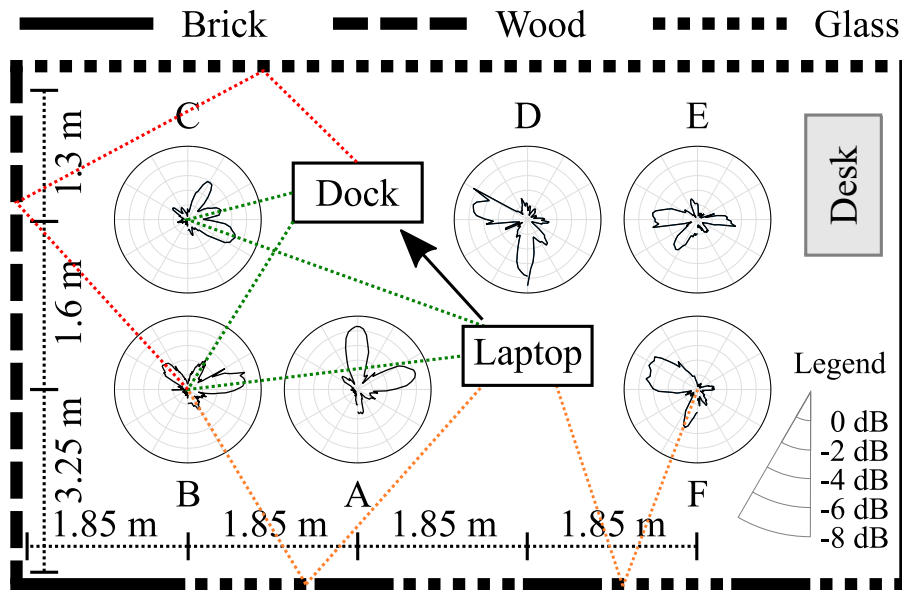 Brick Wood Glass
C D E
1.3 m
Dock
Desk
1.6 m
Laptop
Legend
0 dB
-2 dB
-4 dB
-6 dB
-8 dB
3.25 m
B A F
1.85 m 1.85 m 1.85 m 1.85 m